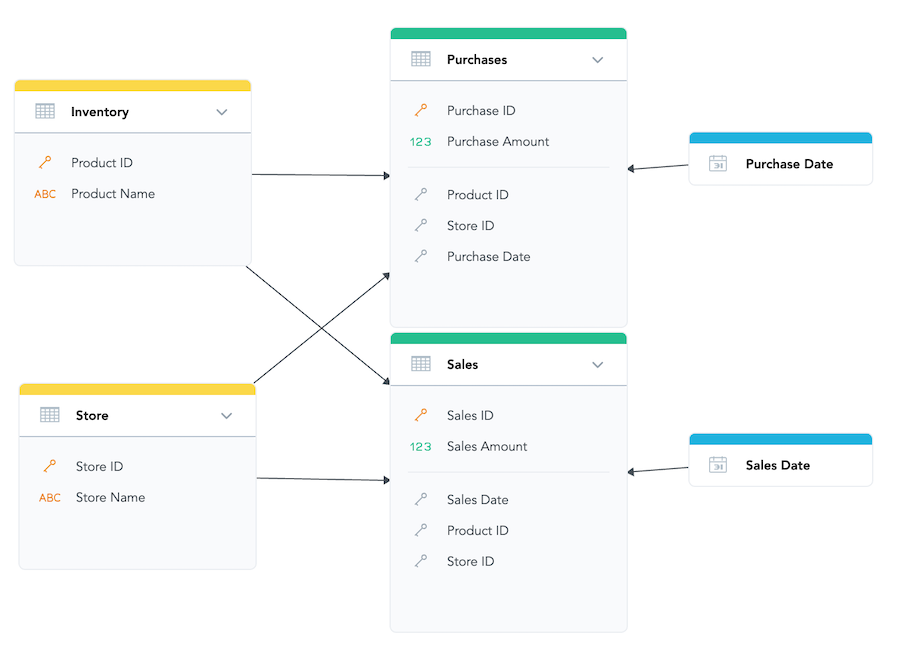 Inventory
Product ID
ABC Product Name
Store
Store ID
ABC Store Name
Purchases
Purchase ID
123 Purchase Amount
Product ID
Store ID
Purchase Date
Sales
Sales ID
123 Sales Amount
Sales Date
Product ID
Store ID
31 Purchase Date
31 Sales Date